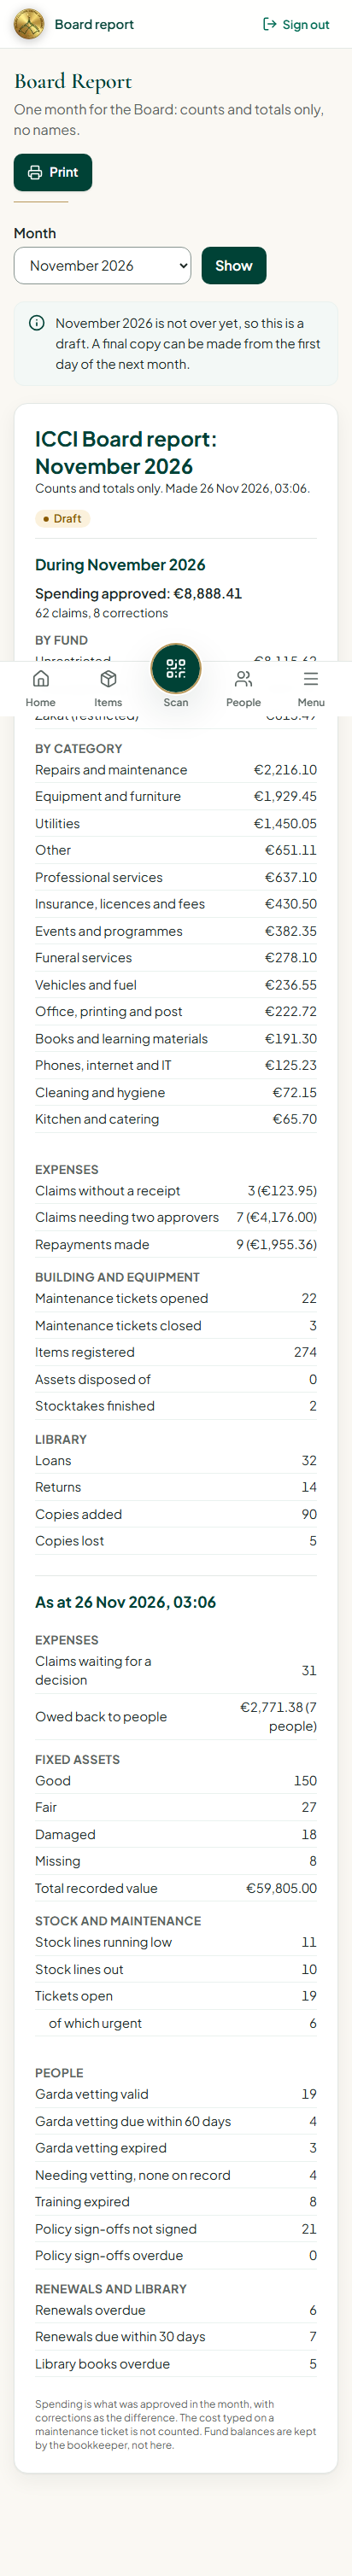 Board report
Sign out
Board Report
One month for the Board: counts and totals only,
no names.
Print
Month
November 2026
Show
November 2026 is not over yet, so this is a
draft. A final copy can be made from the first
day of the next month.
ICCI Board report:
November 2026
Counts and totals only. Made 26 Nov 2026, 03:06.
Draft
During November 2026
Spending approved: €8,888.41
62 claims, 8 corrections
BY FUND
Home
Items
Scan
People
Menu
BY CATEGORY
Repairs and maintenance €2,216.10
Equipment and furniture €1,929.45
Utilities €1,450.05
Other €651.11
Professional services €637.10
Insurance, licences and fees €430.50
Events and programmes €382.35
Funeral services €278.10
Vehicles and fuel €236.55
Office, printing and post €222.72
Books and learning materials €191.30
Phones, internet and IT €125.23
Cleaning and hygiene €72.15
Kitchen and catering €65.70
EXPENSES
Claims without a receipt 3 (€123.95)
Claims needing two approvers 7 (€4,176.00)
Repayments made 9 (€1,955.36)
BUILDING AND EQUIPMENT
Maintenance tickets opened 22
Maintenance tickets closed 3
Items registered 274
Assets disposed of 0
Stocktakes finished 2
LIBRARY
Loans 32
Returns 14
Copies added 90
Copies lost 5
As at 26 Nov 2026, 03:06
EXPENSES
Claims waiting for a
decision 31
Owed back to people €2,771.38 (7
people)
FIXED ASSETS
Good 150
Fair 27
Damaged 18
Missing 8
Total recorded value €59,805.00
STOCK AND MAINTENANCE
Stock lines running low 11
Stock lines out 10
Tickets open 19
of which urgent 6
PEOPLE
Garda vetting valid 19
Garda vetting due within 60 days 4
Garda vetting expired 3
Needing vetting, none on record 4
Training expired 8
Policy sign-offs not signed 21
Policy sign-offs overdue 0
RENEWALS AND LIBRARY
Renewals overdue 6
Renewals due within 30 days 7
Library books overdue 5
Spending is what was approved in the month, with
corrections as the difference. The cost typed on a
maintenance ticket is not counted. Fund balances are kept
by the bookkeeper, not here.